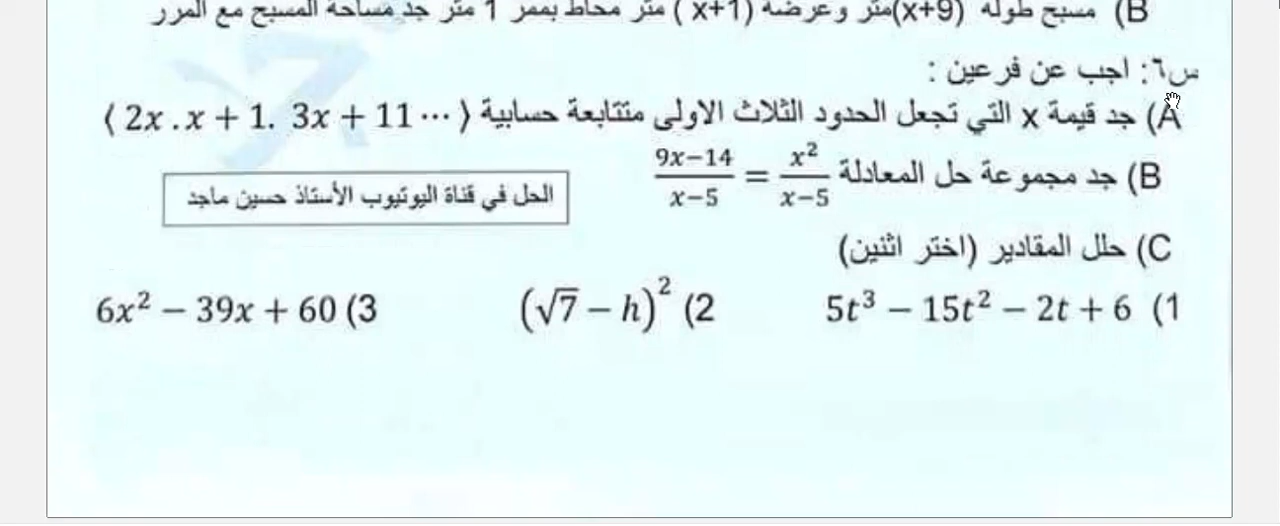 B) مسبح طوله (x+9)متر وعرضه (x+1) متر محاط بممر 1 متر جد مساحة المسبح مع المرر
س٦: اجب عن فرعين :
A) جد قيمة x التي تجعل الحدود الثلاث الاولى متتابعة حسابية ⟨ 2x .x + 1. 3x + 11 ⋯ ⟩
B) جد مجموعة حل المعادلة x²/x−5 = 9x−14/x−5
الحل في قناة اليوتيوب الأستاذ حسين ماجد
C) حلل المقادير (اختر اثنين)
1) 5t³ − 15t² − 2t + 6 2) (√7 − h)² 3) 6x² − 39x + 60